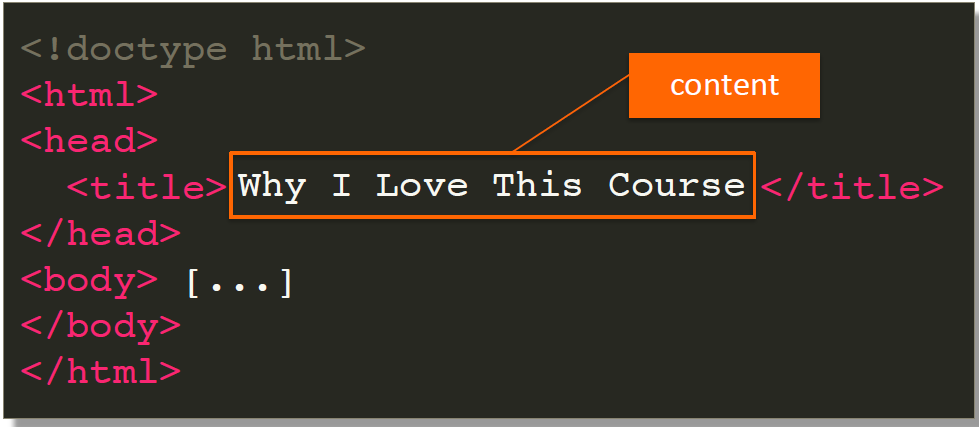 <!doctype html>
content
<html>
<head>
<title>Why I Love This Course</title>
</head>
<body> [...]
</body>
</html>